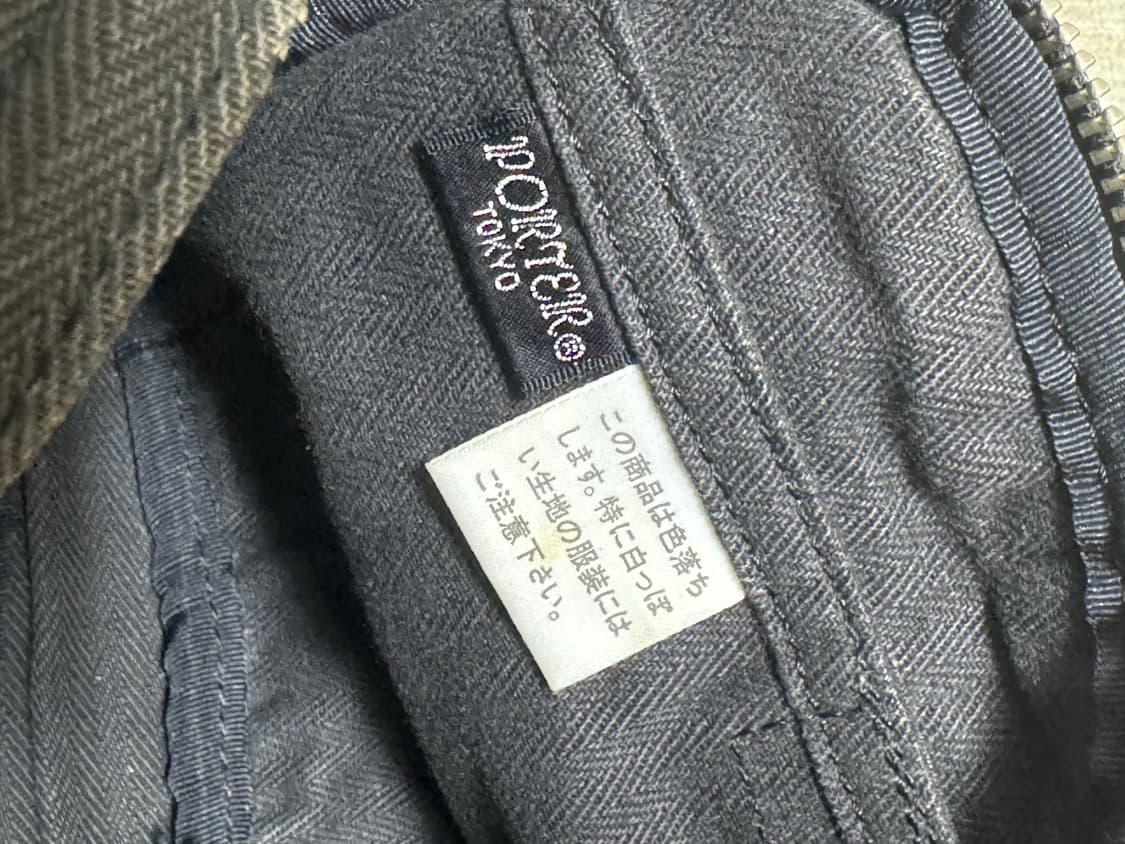 PORTER®
TOKYO
この商品は色落ち
します。特に白っぽ
い生地の服装には
ご注意下さい。